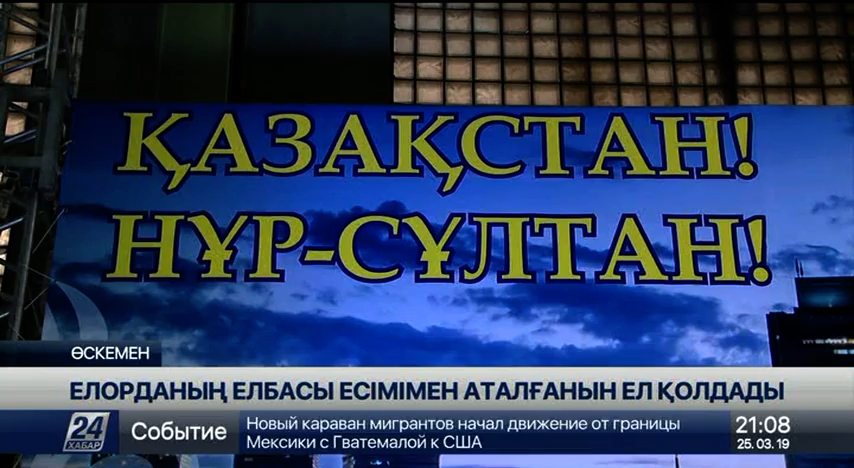 ҚАЗАҚСТАН!
НҰР-СҰЛТАН!
ӨСКЕМЕН
ЕЛОРДАНЫҢ ЕЛБАСЫ ЕСІМІМЕН АТАЛҒАНЫН ЕЛ ҚОЛДАДЫ
24
ХАБАР
Событие
Новый караван мигрантов начал движение от границы
Мексики с Гватемалой к США
21:08
25.03.19